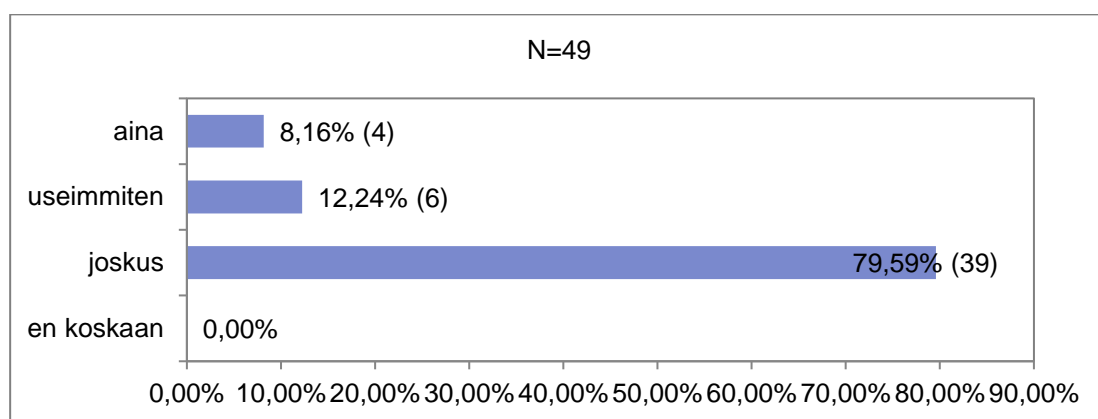 N=49
aina 8,16% (4)
useimmiten 12,24% (6)
joskus 79,59% (39)
en koskaan 0,00%
0,00% 10,00% 20,00% 30,00% 40,00% 50,00% 60,00% 70,00% 80,00% 90,00%